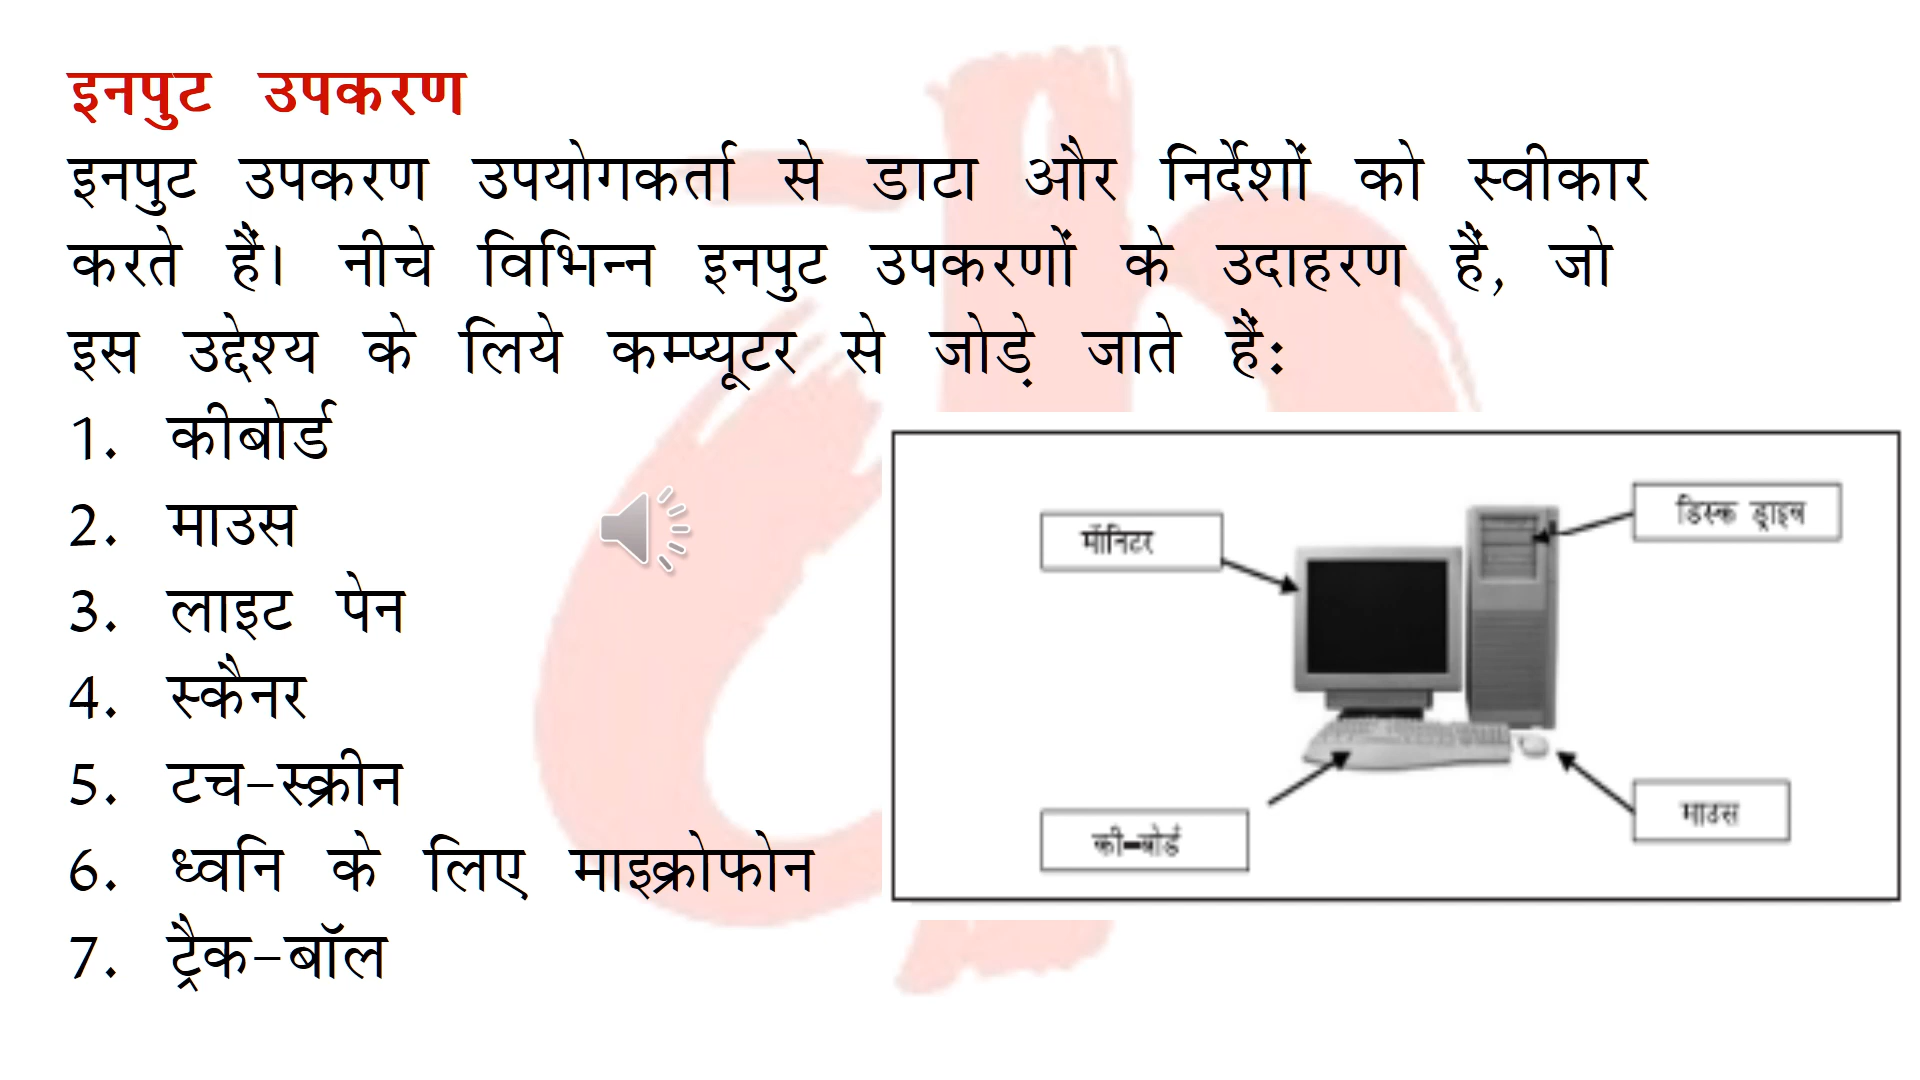 इनपुट उपकरण
इनपुट उपकरण उपयोगकर्ता से डाटा और निर्देशों को स्वीकार
करते हैं। नीचे विभिन्न इनपुट उपकरणों के उदाहरण हैं, जो
इस उद्देश्य के लिये कम्प्यूटर से जोड़े जाते हैं:
1. कीबोर्ड
2. माउस
3. लाइट पेन
4. स्कैनर
5. टच-स्क्रीन
6. ध्वनि के लिए माइक्रोफोन
7. ट्रैक-बॉल
डिस्क ड्राइव
मॉनिटर
माउस
की-बोर्ड